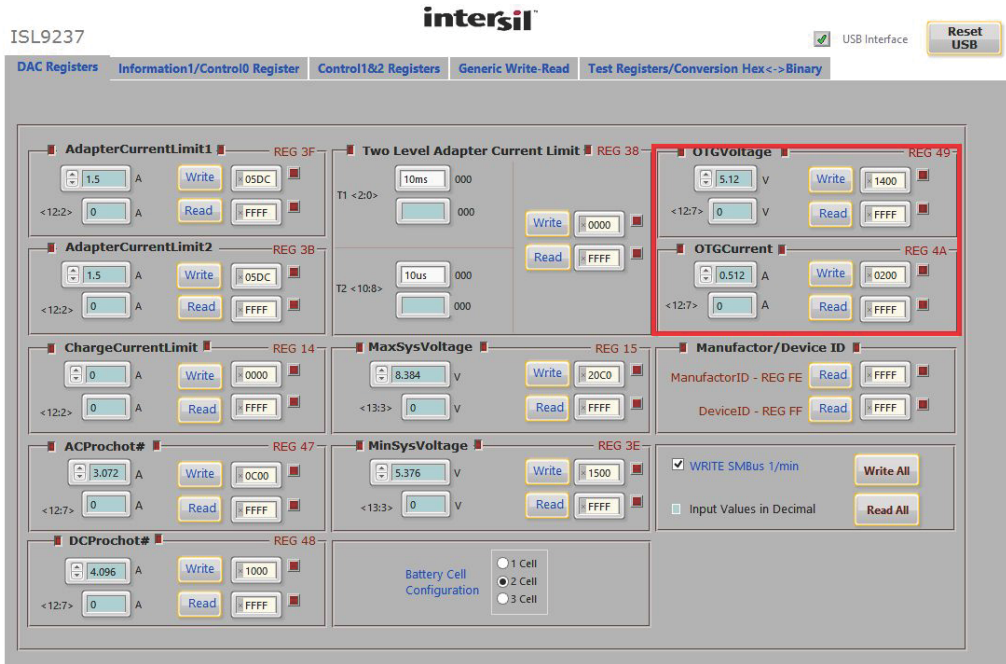 intersil™
ISL9237
USB Interface
Reset
USB
DAC Registers
Information1/Control0 Register
Control1&2 Registers
Generic Write-Read
Test Registers/Conversion Hex<->Binary
AdapterCurrentLimit1
REG 3F
1.5 A Write x 05DC
<12:2> 0 A Read x FFFF
AdapterCurrentLimit2
REG 3B
1.5 A Write x 05DC
<12:2> 0 A Read x FFFF
ChargeCurrentLimit
REG 14
0 A Write x 0000
<12:2> 0 A Read x FFFF
ACProchot#
REG 47
3.072 A Write x 0C00
<12:7> 0 A Read x FFFF
DCProchot#
REG 48
4.096 A Write x 1000
<12:7> 0 A Read x FFFF
Two Level Adapter Current Limit
REG 38
10ms 000
T1 <2:0>
000
Write x 0000
Read x FFFF
10us 000
T2 <10:8>
000
MaxSysVoltage
REG 15
8.384 V Write x 20C0
<13:3> 0 V Read x FFFF
MinSysVoltage
REG 3E
5.376 V Write x 1500
<13:3> 0 V Read x FFFF
Battery Cell
Configuration
1 Cell
2 Cell
3 Cell
OTGVoltage
REG 49
5.12 V Write x 1400
<12:7> 0 V Read x FFFF
OTGCurrent
REG 4A
0.512 A Write x 0200
<12:7> 0 A Read x FFFF
Manufactor/Device ID
ManufactorID - REG FE Read x FFFF
DeviceID - REG FF Read x FFFF
WRITE SMBus 1/min
Write All
Input Values in Decimal
Read All